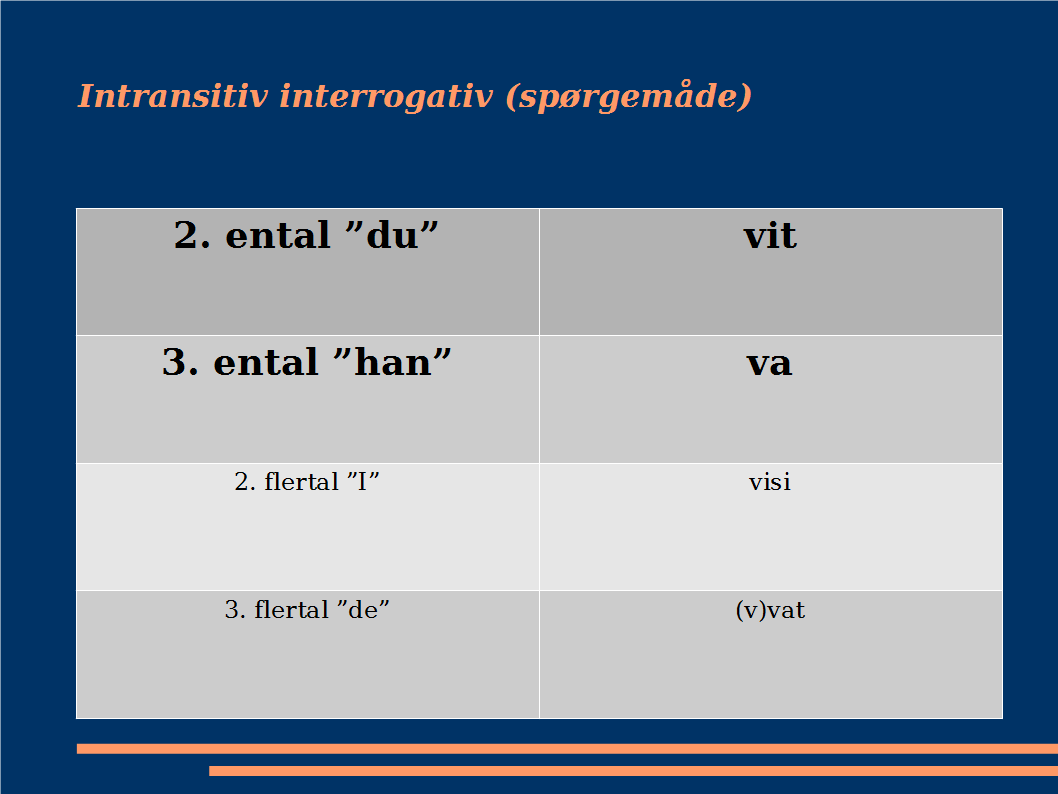 Intransitiv interrogativ (spørgemåde)
2. ental ”du” vit
3. ental ”han” va
2. flertal ”I” visi
3. flertal ”de” (v)vat